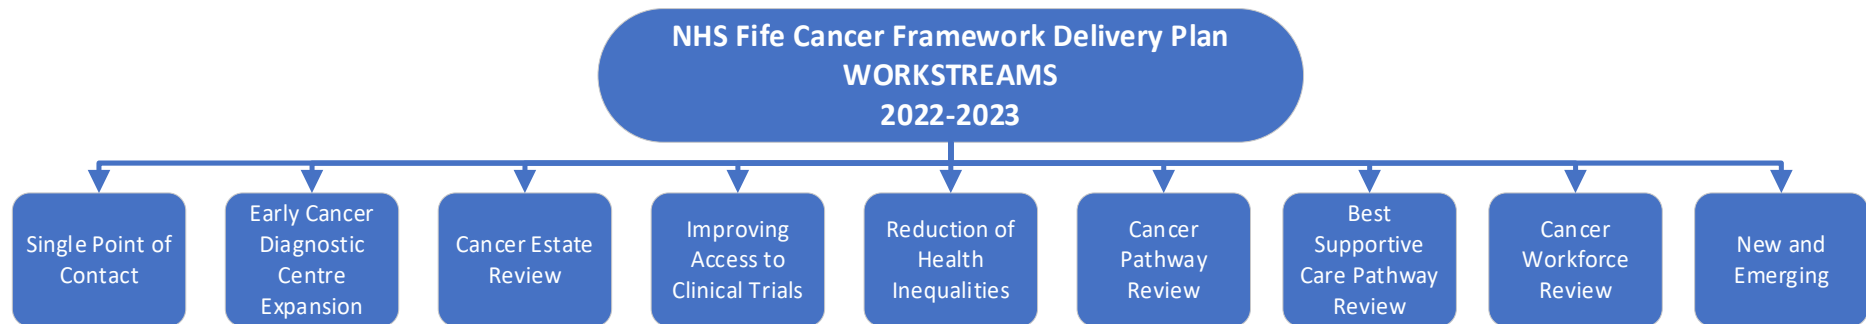 NHS Fife Cancer Framework Delivery Plan
WORKSTREAMS
2022-2023
Single Point of
Contact
Early Cancer
Diagnostic
Centre
Expansion
Cancer Estate
Review
Improving
Access to
Clinical Trials
Reduction of
Health
Inequalities
Cancer
Pathway
Review
Best
Supportive
Care Pathway
Review
Cancer
Workforce
Review
New and
Emerging